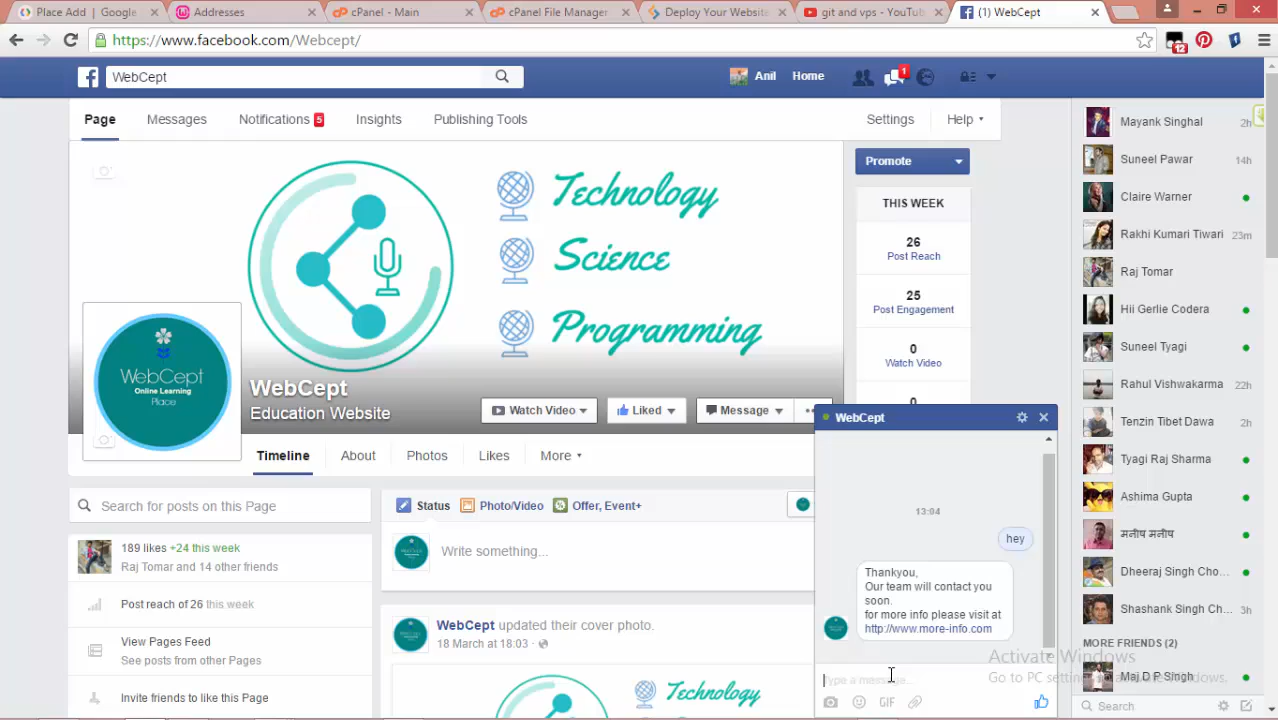 Place Add | Google
Addresses
cPanel - Main
cPanel File Manager
Deploy Your Website
git and vps - YouTube
(1) WebCept
https://www.facebook.com/Webcept/
12
WebCept
Anil
Home
1
Page
Messages
Notifications 5
Insights
Publishing Tools
Settings
Help
Technology
Science
Programming
WebCept
Online Learning
Place
WebCept
Education Website
Watch Video
Liked
Message
Promote
THIS WEEK
26
Post Reach
25
Post Engagement
0
Watch Video
0
Timeline
About
Photos
Likes
More
Search for posts on this Page
189 likes +24 this week
Raj Tomar and 14 other friends
Post reach of 26 this week
View Pages Feed
See posts from other Pages
Invite friends to like this Page
Status
Photo/Video
Offer, Event+
Write something...
WebCept updated their cover photo.
18 March at 18:03
Technology
WebCept
13:04
hey
Thankyou,
Our team will contact you
soon.
for more info please visit at
http://www.more-info.com
Type a message...
GIF
Mayank Singhal 2h
Suneel Pawar 14h
Claire Warner
Rakhi Kumari Tiwari 23m
Raj Tomar
Hii Gerlie Codera
Suneel Tyagi
Rahul Vishwakarma 22h
Tenzin Tibet Dawa 2h
Tyagi Raj Sharma
Ashima Gupta
मनीष मनीष
Dheeraj Singh Cho...
Shashank Singh Ch... 3h
MORE FRIENDS (2)
Maj D P Singh
Activate Windows
Go to PC settings to activate Windows.
Search